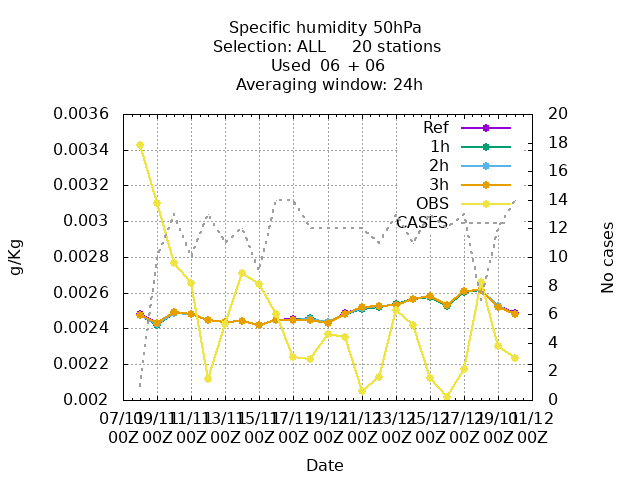 Specific humidity 50hPa
Selection: ALL 20 stations
Used 06 + 06
Averaging window: 24h
0.0036
0.0034
0.0032
0.003
0.0028
0.0026
0.0024
0.0022
0.002
g/Kg
20
18
16
14
12
10
8
6
4
2
0
No cases
Ref
1h
2h
3h
OBS
CASES
07/10 09/11 11/11 13/11 15/11 17/11 19/12 21/12 23/12 25/12 27/12 29/10 01/12
00Z 00Z 00Z 00Z 00Z 00Z 00Z 00Z 00Z 00Z 00Z 00Z 00Z
Date